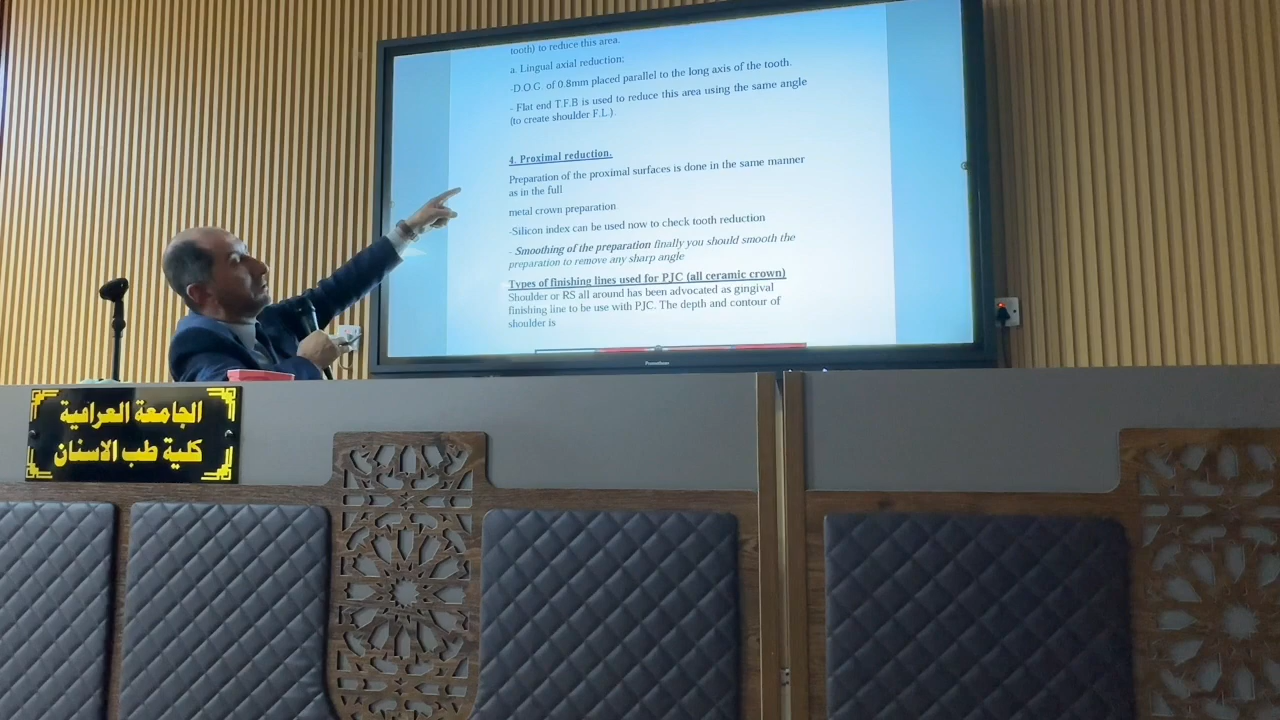 tooth) to reduce this area.
a. Lingual axial reduction:
-D.O.G. of 0.8mm placed parallel to the long axis of the tooth.
- Flat end T.F.B is used to reduce this area using the same angle
(to create shoulder F.L.).
4. Proximal reduction.
Preparation of the proximal surfaces is done in the same manner
as in the full
metal crown preparation
-Silicon index can be used now to check tooth reduction
- Smoothing of the preparation finally you should smooth the
preparation to remove any sharp angle
Types of finishing lines used for PJC (all ceramic crown)
Shoulder or RS all around has been advocated as gingival
finishing line to be use with PJC. The depth and contour of
shoulder is
Promethean
الجامعة العراقية
كلية طب الاسنان